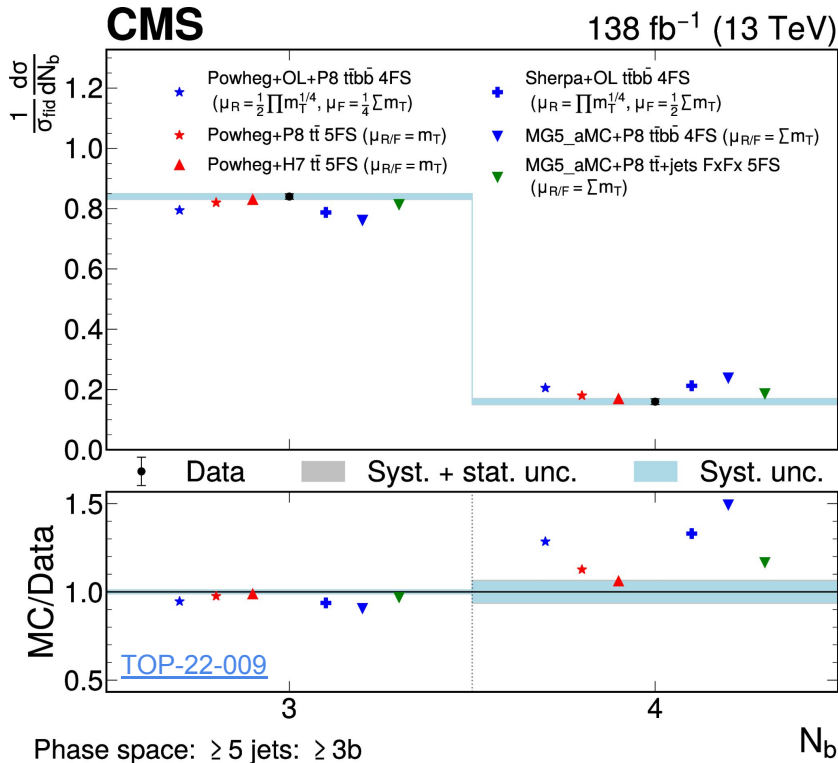 CMS 138 fb⁻¹ (13 TeV)
1/σ_fid dσ/dN_b
Powheg+OL+P8 tt̄bb̄ 4FS
(μ_R = ½∏m_T^{1/4}, μ_F = ¼Σm_T)
Powheg+P8 tt̄ 5FS (μ_R/F = m_T)
Powheg+H7 tt̄ 5FS (μ_R/F = m_T)
Sherpa+OL tt̄bb̄ 4FS
(μ_R = ∏m_T^{1/4}, μ_F = ½Σm_T)
MG5_aMC+P8 tt̄bb̄ 4FS (μ_R/F = Σm_T)
MG5_aMC+P8 tt̄+jets FxFx 5FS
(μ_R/F = Σm_T)
1.2
1.0
0.8
0.6
0.4
0.2
0.0
Data Syst. + stat. unc. Syst. unc.
MC/Data
1.5
1.0
0.5
TOP-22-009
3 4
N_b
Phase space: ≥ 5 jets: ≥ 3b